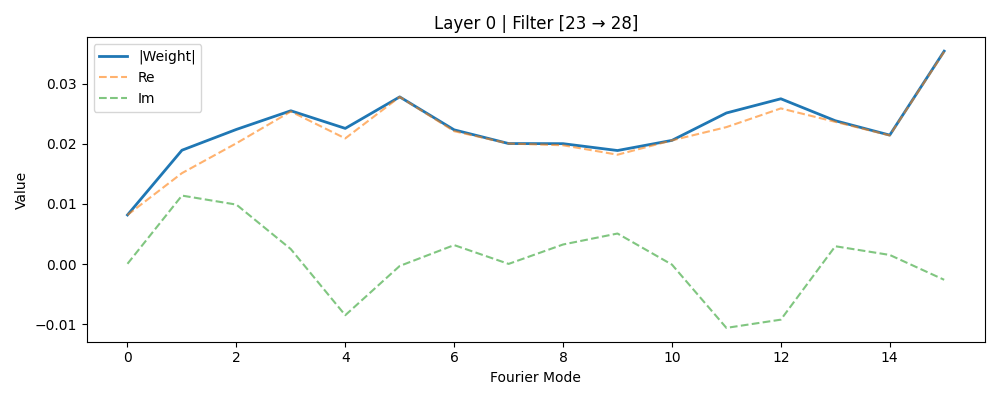 Layer 0 | Filter [23 → 28]
|Weight|
Re
Im
Value
0.03
0.02
0.01
0.00
−0.01
0 2 4 6 8 10 12 14
Fourier Mode